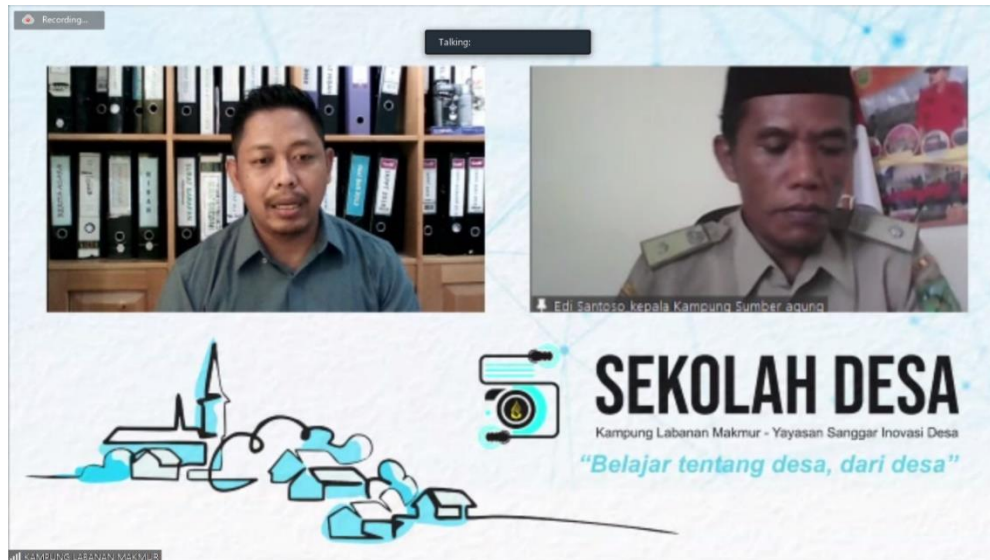 Recording...
Talking:
Edi Santoso kepala Kampung Sumber agung
SEKOLAH DESA
Kampung Labanan Makmur - Yayasan Sanggar Inovasi Desa
“Belajar tentang desa, dari desa”
KAMPUNG LABANAN MAKMUR